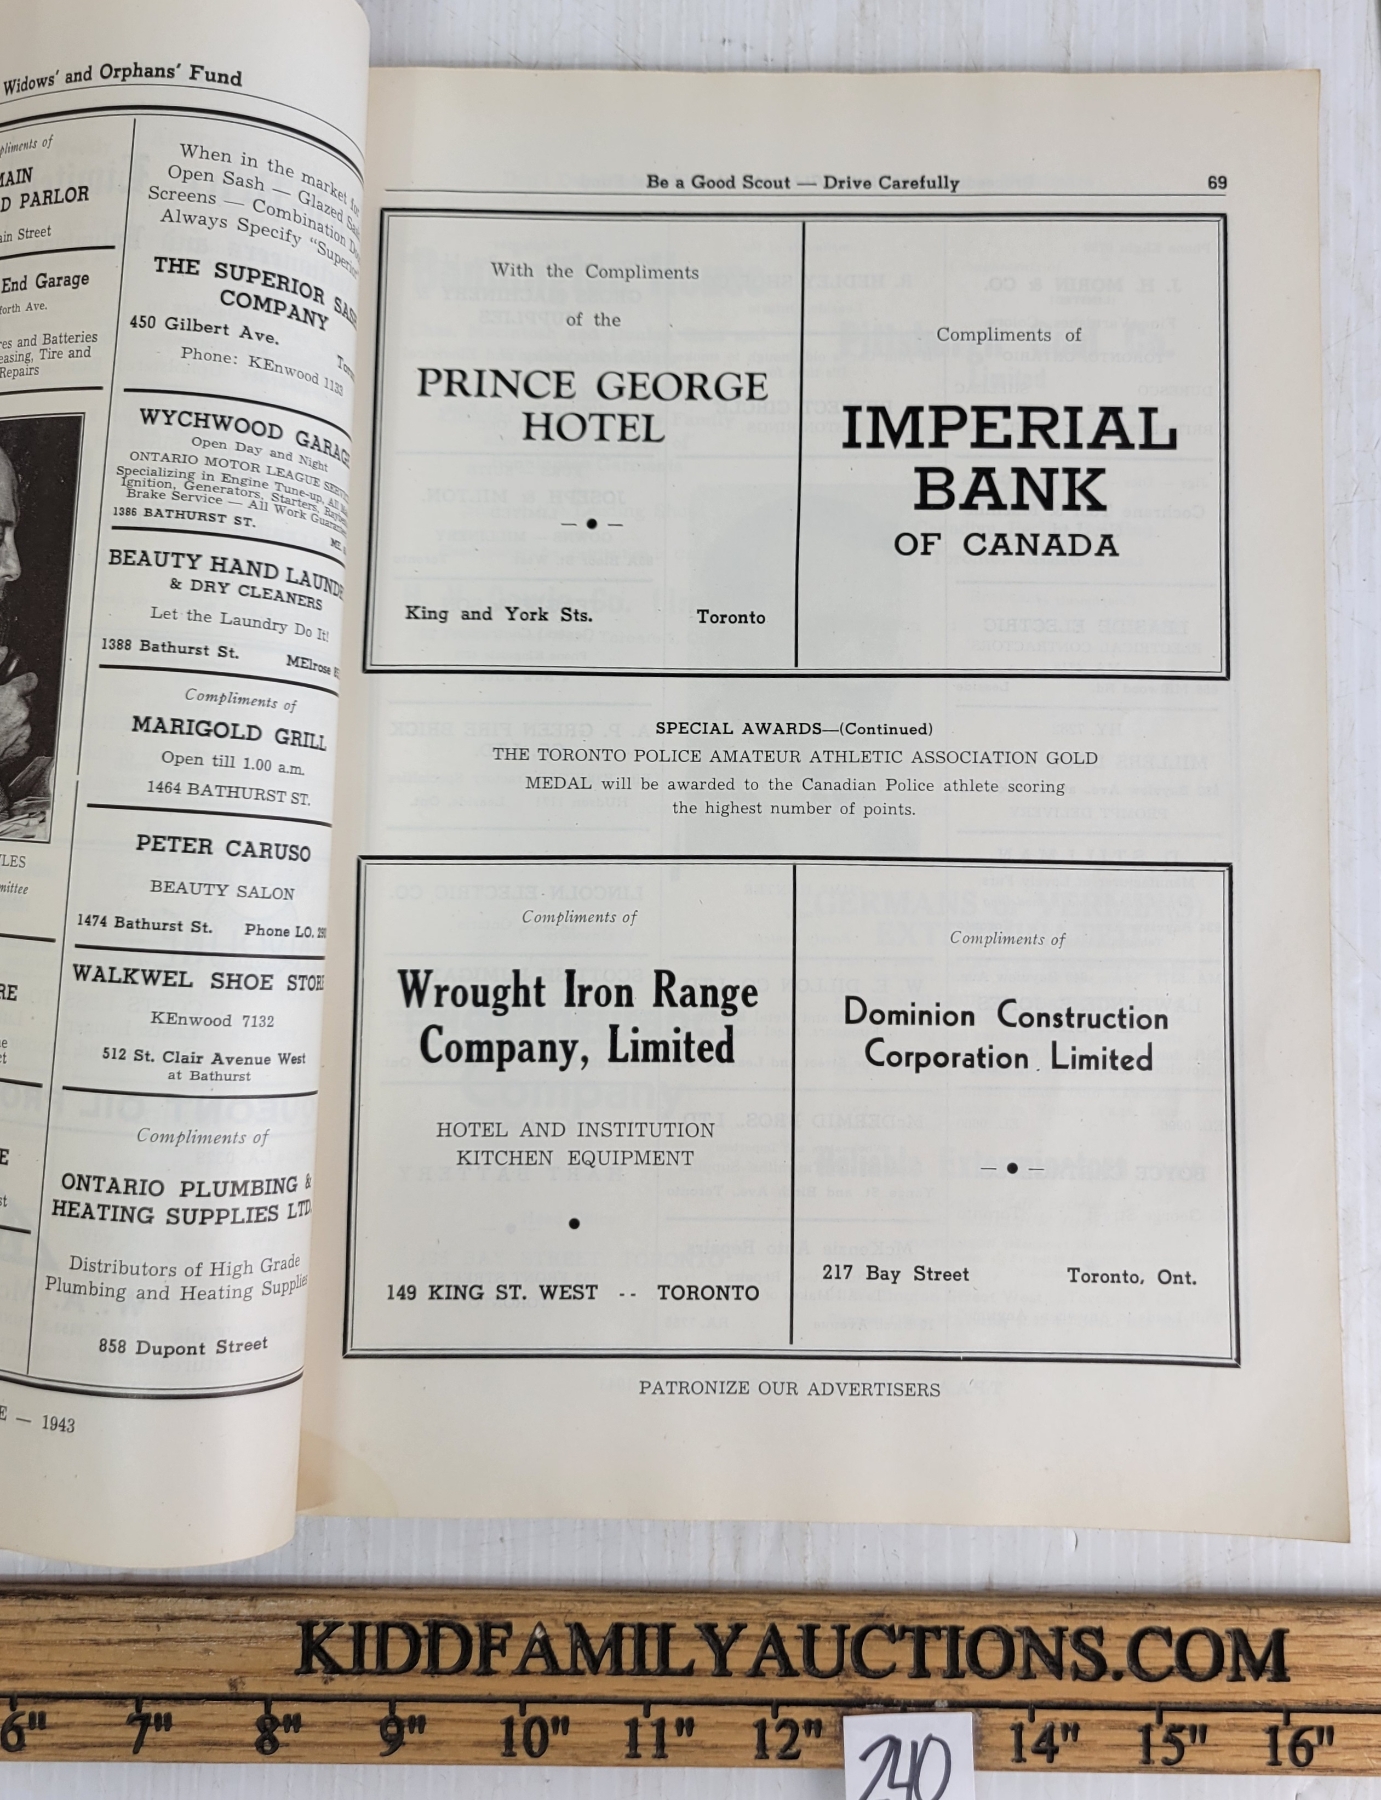 Widows' and Orphans' Fund
MAIN
PARLOR
Street
End Garage
Ave.
and Batteries
Tire and
Repairs
When in the market for
Open Sash — Glazed
Screens — Combination
Always Specify "Superior
THE SUPERIOR SASH
COMPANY
450 Gilbert Ave.
Phone: KEnwood 1133
WYCHWOOD GARAGE
Open Day and Night
ONTARIO MOTOR LEAGUE
Specializing in Engine Tune-up,
Ignition, Generators, Starters,
Brake Service — All Work
1386 BATHURST ST.
BEAUTY HAND
& DRY CLEANERS
Let the Laundry Do It!
1388 Bathurst St. MElrose
Compliments of
MARIGOLD GRILL
Open till 1.00 a.m.
1464 BATHURST ST.
PETER CARUSO
BEAUTY SALON
1474 Bathurst St. Phone LO.
WALKWEL SHOE STORE
KEnwood 7132
512 St. Clair Avenue West
at Bathurst
Compliments of
ONTARIO PLUMBING &
HEATING SUPPLIES LTD.
Distributors of High Grade
Plumbing and Heating Supplies
858 Dupont Street
— 1943
Be a Good Scout — Drive Carefully 69
With the Compliments
of the
PRINCE GEORGE
HOTEL
King and York Sts. Toronto
Compliments of
IMPERIAL
BANK
OF CANADA
SPECIAL AWARDS—(Continued)
THE TORONTO POLICE AMATEUR ATHLETIC ASSOCIATION GOLD
MEDAL will be awarded to the Canadian Police athlete scoring
the highest number of points.
Compliments of
Wrought Iron Range
Company, Limited
HOTEL AND INSTITUTION
KITCHEN EQUIPMENT
149 KING ST. WEST -- TORONTO
Compliments of
Dominion Construction
Corporation Limited
217 Bay Street Toronto, Ont.
PATRONIZE OUR ADVERTISERS
KIDDFAMILYAUCTIONS.COM
6" 7" 8" 9" 10" 11" 12" 14" 15" 16"
240